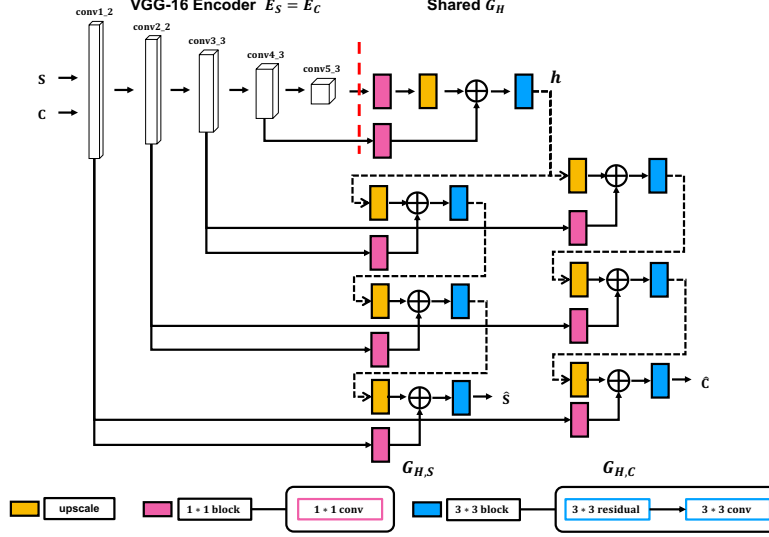 VGG-16 Encoder E_S = E_C
Shared G_H
conv1_2
conv2_2
conv3_3
conv4_3
conv5_3
S
C
h
Ŝ
Ĉ
G_{H,S}
G_{H,C}
upscale
1 * 1 block
1 * 1 conv
3 * 3 block
3 * 3 residual
3 * 3 conv